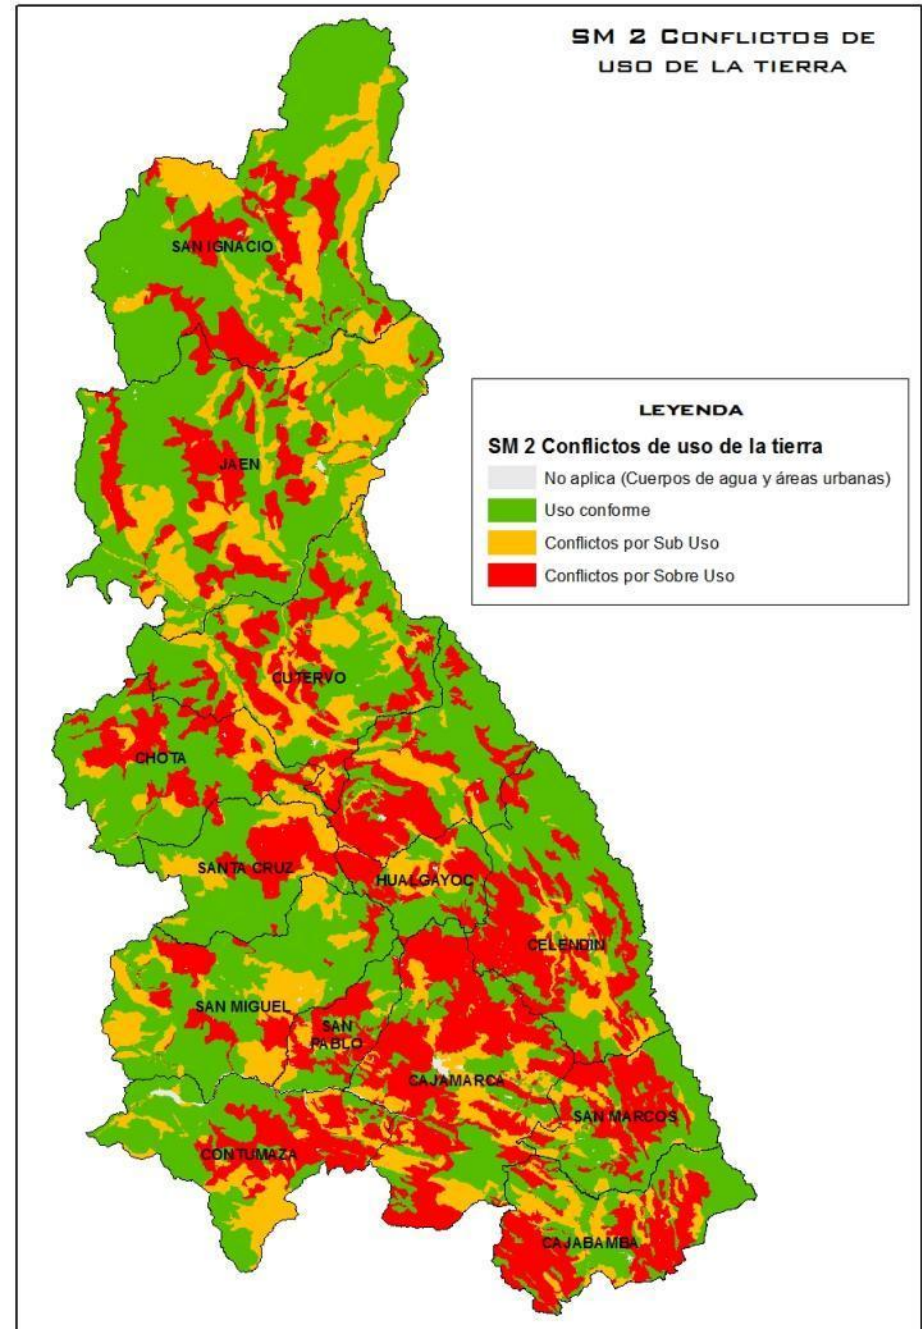 SM 2 CONFLICTOS DE
USO DE LA TIERRA
SAN IGNACIO
LEYENDA
SM 2 Conflictos de uso de la tierra
No aplica (Cuerpos de agua y áreas urbanas)
Uso conforme
Conflictos por Sub Uso
Conflictos por Sobre Uso
JAEN
CUTERVO
CHOTA
SANTA CRUZ
HUALGAYOC
CELENDIN
SAN MIGUEL
SAN
PABLO
CAJAMARCA
SAN MARCOS
CONTUMAZA
CAJABAMBA